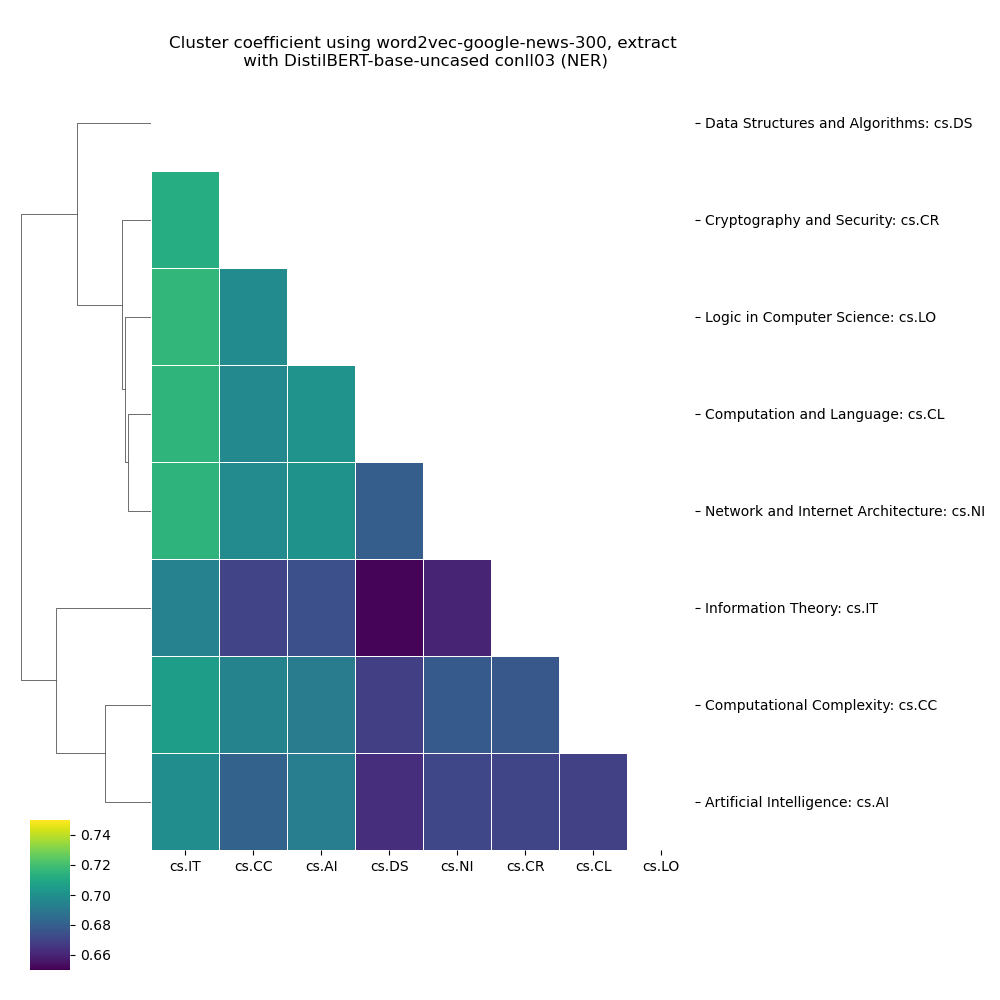 Cluster coefficient using word2vec-google-news-300, extract
with DistilBERT-base-uncased conll03 (NER)
Data Structures and Algorithms: cs.DS
Cryptography and Security: cs.CR
Logic in Computer Science: cs.LO
Computation and Language: cs.CL
Network and Internet Architecture: cs.NI
Information Theory: cs.IT
Computational Complexity: cs.CC
Artificial Intelligence: cs.AI
cs.IT cs.CC cs.AI cs.DS cs.NI cs.CR cs.CL cs.LO
0.74
0.72
0.70
0.68
0.66